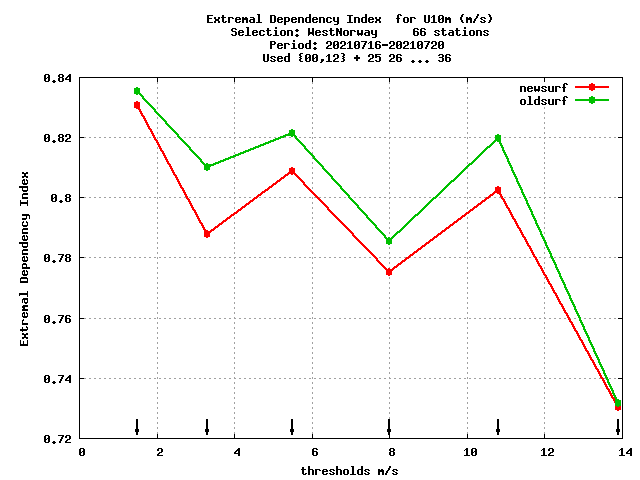 Extremal Dependency Index  for U10m (m/s)
Selection: WestNorway     66 stations
Period: 20210716-20210720
Used {00,12} + 25 26 ... 36
newsurf
oldsurf
0.84
0.82
0.8
0.78
0.76
0.74
0.72
Extremal Dependency Index
0 2 4 6 8 10 12 14
thresholds m/s